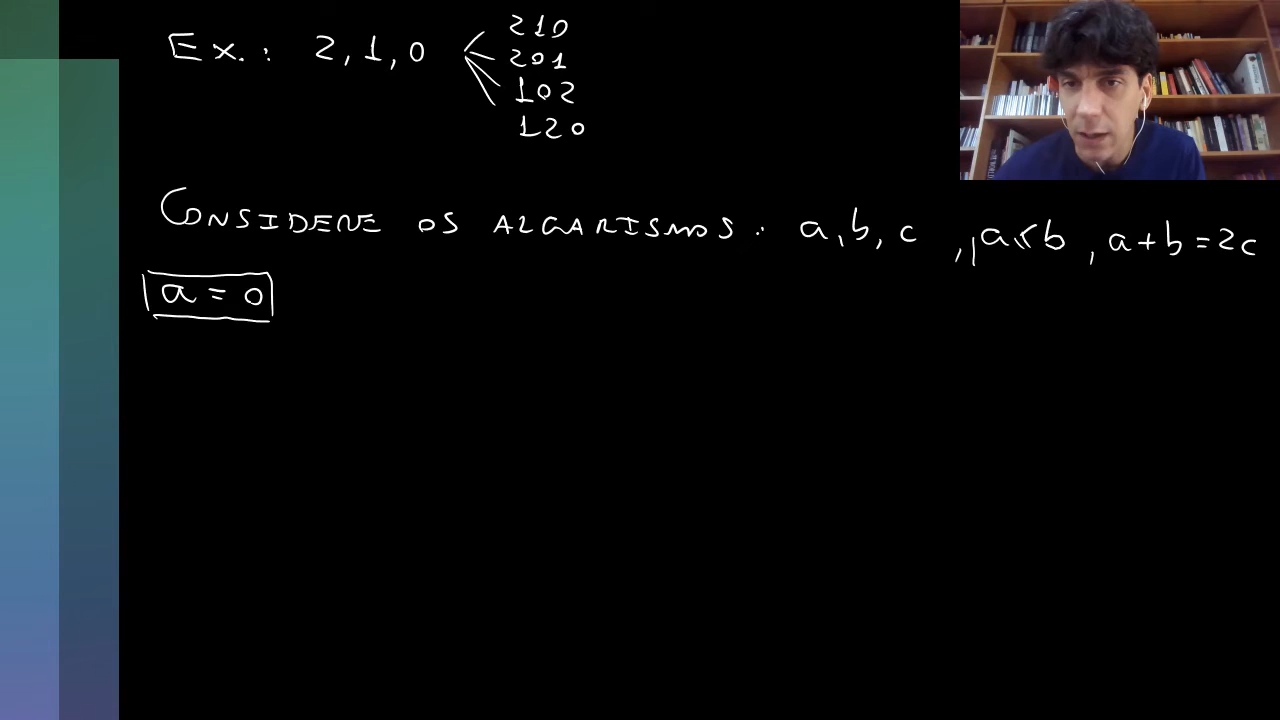 Ex.: 2,1,0
210
201
102
120
CONSIDERE OS ALGARISMOS: a, b, c , a<b , a+b=2c
a = 0